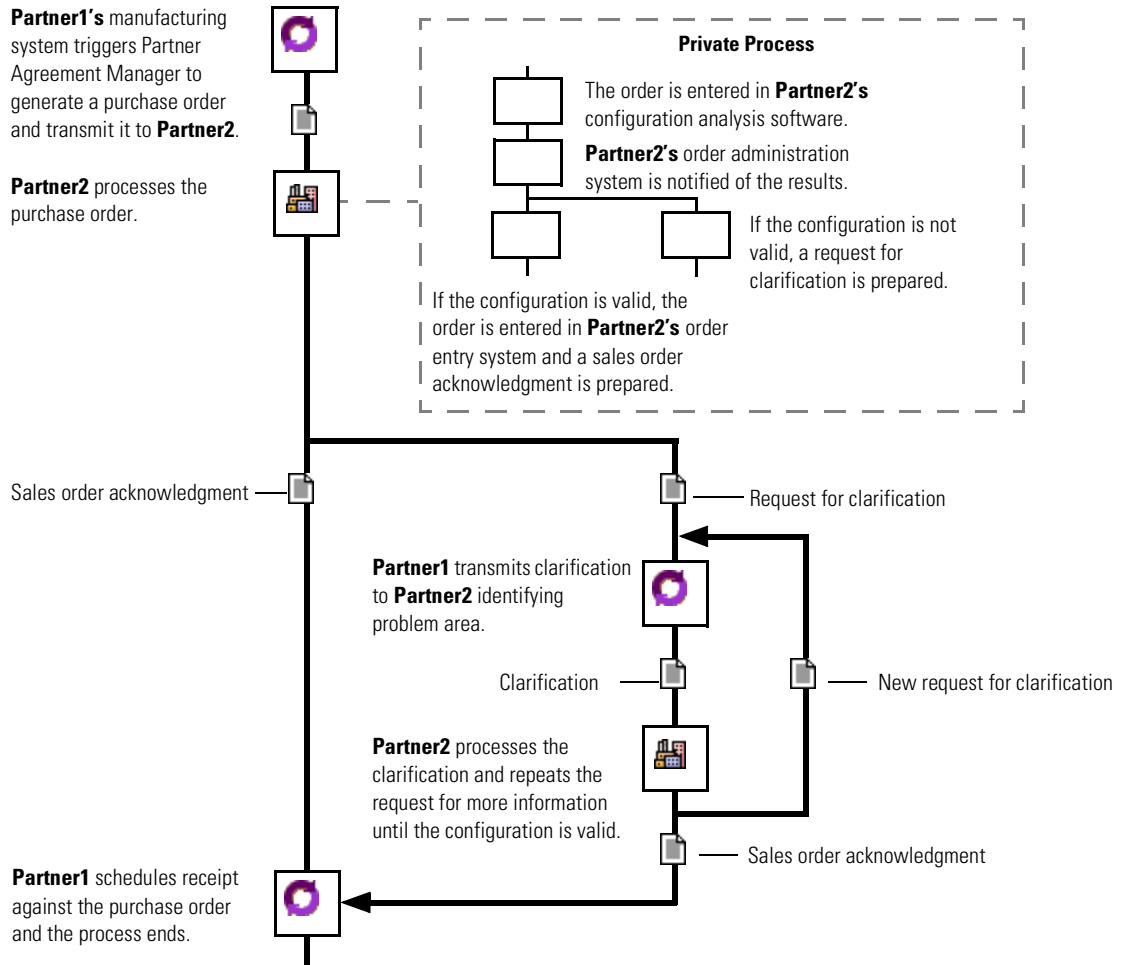 Partner1's manufacturing
system triggers Partner
Agreement Manager to
generate a purchase order
and transmit it to Partner2.
Partner2 processes the
purchase order.
Private Process
The order is entered in Partner2's
configuration analysis software.
Partner2's order administration
system is notified of the results.
If the configuration is not
valid, a request for
clarification is prepared.
If the configuration is valid, the
order is entered in Partner2's order
entry system and a sales order
acknowledgment is prepared.
Sales order acknowledgment
Request for clarification
Partner1 transmits clarification
to Partner2 identifying
problem area.
Clarification
New request for clarification
Partner2 processes the
clarification and repeats the
request for more information
until the configuration is valid.
Sales order acknowledgment
Partner1 schedules receipt
against the purchase order
and the process ends.